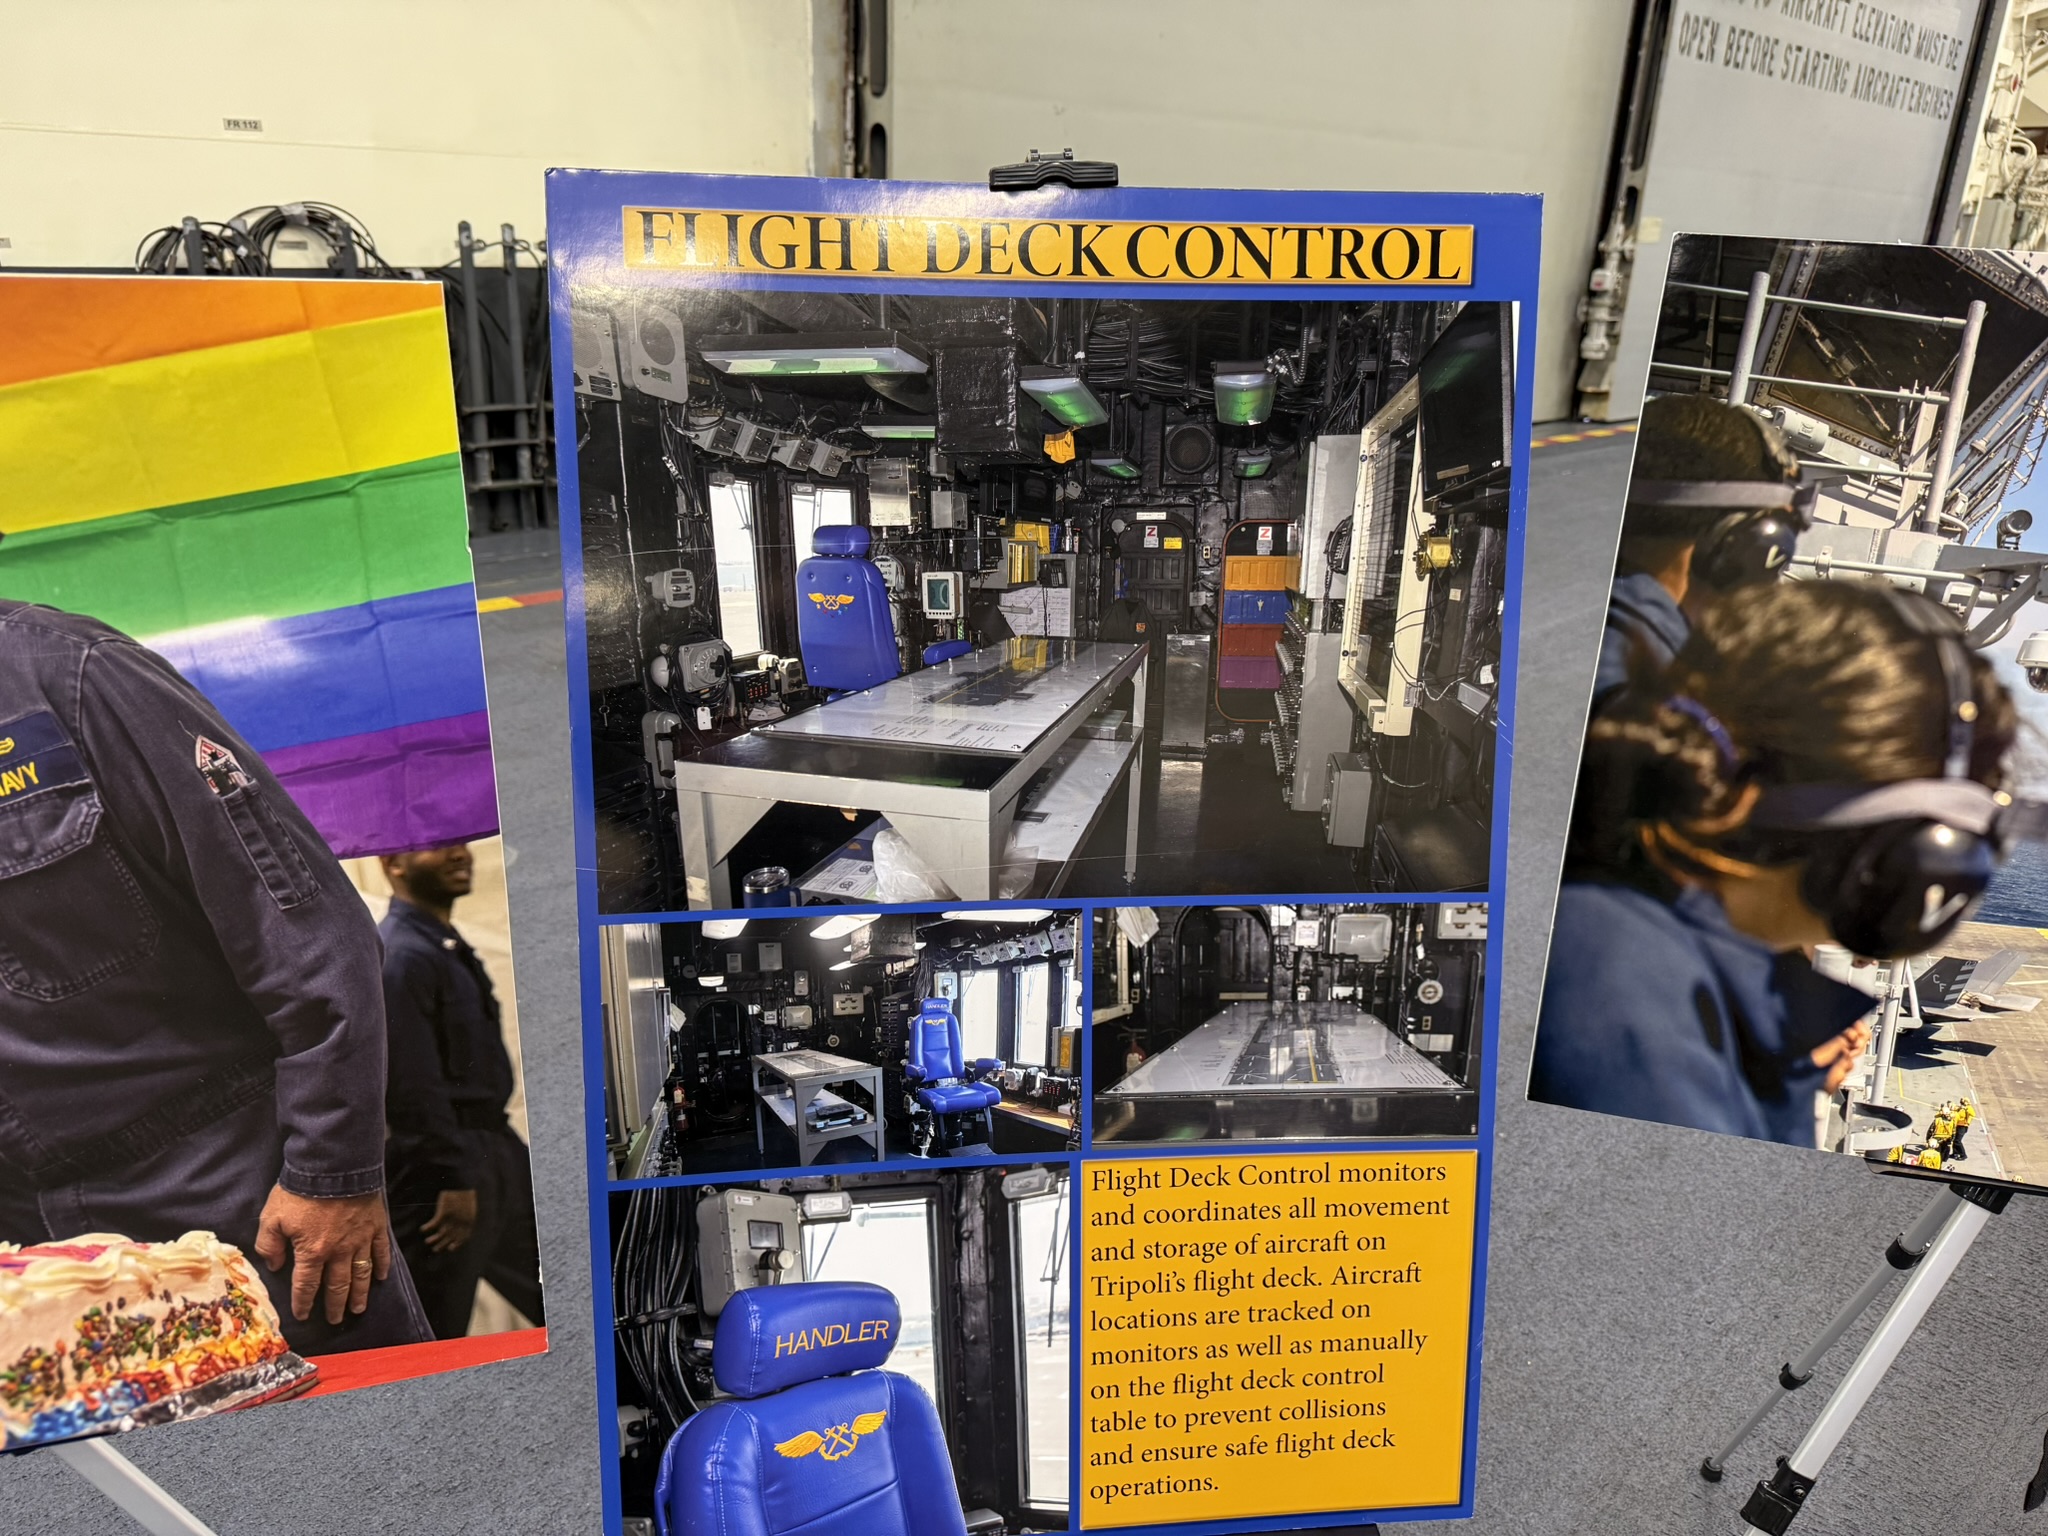 TO AIRCRAFT ELEVATORS MUST BE
OPEN BEFORE STARTING AIRCRAFT ENGINES
FR 112
FLIGHT DECK CONTROL
NAVY
Z
Z
HANDLER
HANDLER
CF
Flight Deck Control monitors
and coordinates all movement
and storage of aircraft on
Tripoli's flight deck. Aircraft
locations are tracked on
monitors as well as manually
on the flight deck control
table to prevent collisions
and ensure safe flight deck
operations.